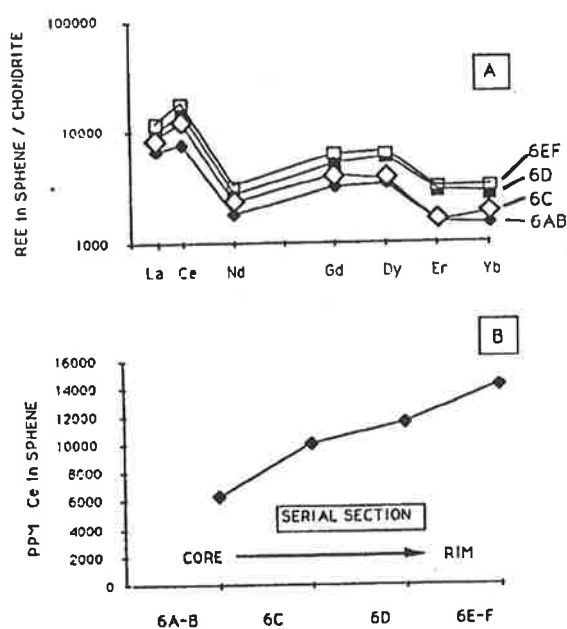 100000
A
10000
1000
REE in SPHENE / CHONDRITE
6EF
6D
6C
6AB
La Ce Nd Gd Dy Er Yb
B
16000
14000
12000
10000
8000
6000
4000
2000
0
PPM Ce in SPHENE
SERIAL SECTION
CORE RIM
6A-B 6C 6D 6E-F